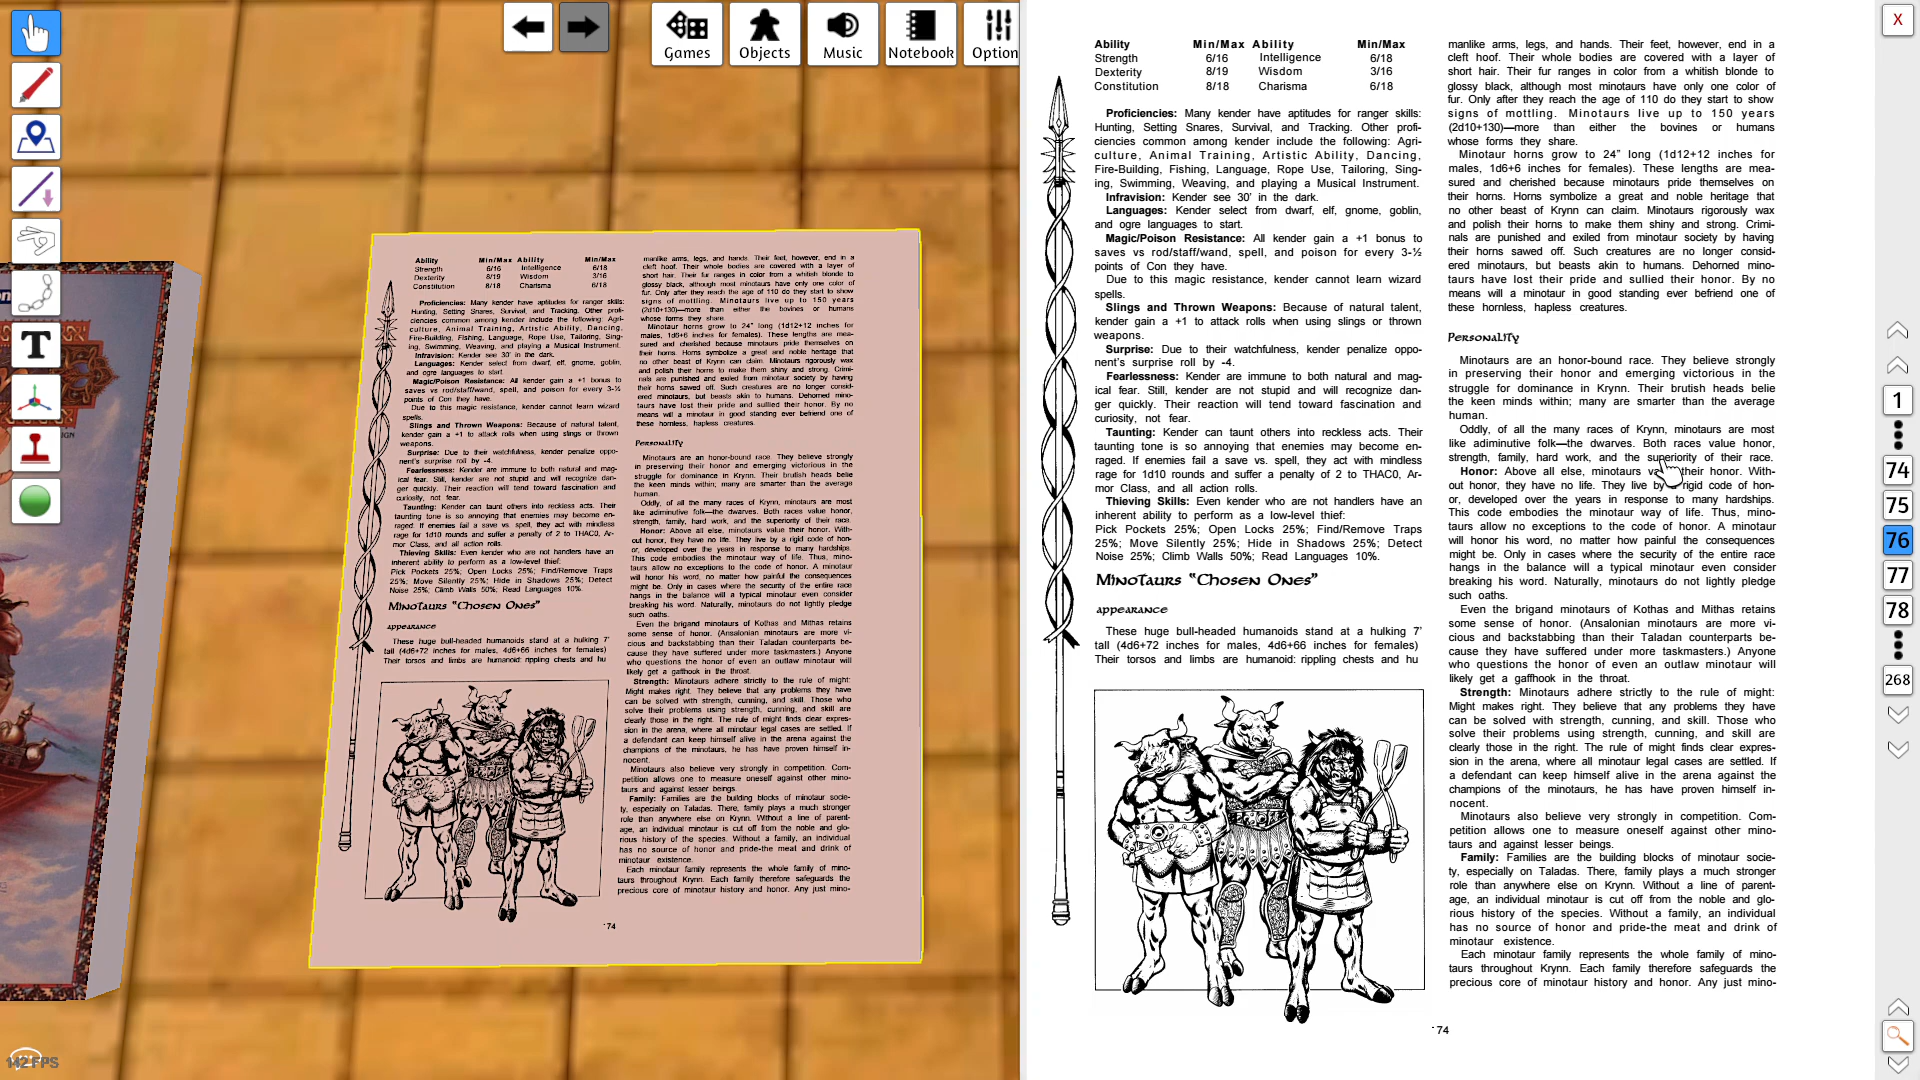 Games
Objects
Music
Notebook
Option
Ability Min/Max Ability Min/Max
Strength 6/16 Intelligence 6/18
Dexterity 8/19 Wisdom 3/16
Constitution 8/18 Charisma 6/18
Proficiencies: Many kender have aptitudes for ranger skills:
Hunting, Setting Snares, Survival, and Tracking. Other profi-
ciencies common among kender include the following: Agri-
culture, Animal Training, Artistic Ability, Dancing,
Fire-Building, Fishing, Language, Rope Use, Tailoring, Sing-
ing, Swimming, Weaving, and playing a Musical Instrument.
Infravision: Kender see 30' in the dark.
Languages: Kender select from dwarf, elf, gnome, goblin,
and ogre languages to start.
Magic/Poison Resistance: All kender gain a +1 bonus to
saves vs rod/staff/wand, spell, and poison for every 3-½
points of Con they have.
Due to this magic resistance, kender cannot learn wizard
spells.
Slings and Thrown Weapons: Because of natural talent,
kender gain a +1 to attack rolls when using slings or thrown
weapons.
Surprise: Due to their watchfulness, kender penalize oppo-
nent's surprise roll by -4.
Fearlessness: Kender are immune to both natural and mag-
ical fear. Still, kender are not stupid and will recognize dan-
ger quickly. Their reaction will tend toward fascination and
curiosity, not fear.
Taunting: Kender can taunt others into reckless acts. Their
taunting tone is so annoying that enemies may become en-
raged. If enemies fail a save vs. spell, they act with mindless
rage for 1d10 rounds and suffer a penalty of 2 to THAC0, Ar-
mor Class, and all action rolls.
Thieving Skills: Even kender who are not handlers have an
inherent ability to perform as a low-level thief:
Pick Pockets 25%; Open Locks 25%; Find/Remove Traps
25%; Move Silently 25%; Hide in Shadows 25%; Detect
Noise 25%; Climb Walls 50%; Read Languages 10%.
Minotaurs "Chosen Ones"
appearance
These huge bull-headed humanoids stand at a hulking 7'
tall (4d6+72 inches for males, 4d6+66 inches for females)
Their torsos and limbs are humanoid: rippling chests and hu
manlike arms, legs, and hands. Their feet, however, end in a
cleft hoof. Their whole bodies are covered with a layer of
short hair. Their fur ranges in color from a whitish blonde to
glossy black, although most minotaurs have only one color of
fur. Only after they reach the age of 110 do they start to show
signs of mottling. Minotaurs live up to 150 years
(2d10+130)—more than either the bovines or humans
whose forms they share.
Minotaur horns grow to 24" long (1d12+12 inches for
males, 1d6+6 inches for females). These lengths are mea-
sured and cherished because minotaurs pride themselves on
their horns. Horns symbolize a great and noble heritage that
no other beast of Krynn can claim. Minotaurs rigorously wax
and polish their horns to make them shiny and strong. Crimi-
nals are punished and exiled from minotaur society by having
their horns sawed off. Such creatures are no longer consid-
ered minotaurs, but beasts akin to humans. Dehorned mino-
taurs have lost their pride and sullied their honor. By no
means will a minotaur in good standing ever befriend one of
these hornless, hapless creatures.
Personality
Minotaurs are an honor-bound race. They believe strongly
in preserving their honor and emerging victorious in the
struggle for dominance in Krynn. Their brutish heads belie
the keen minds within; many are smarter than the average
human.
Oddly, of all the many races of Krynn, minotaurs are most
like adiminutive folk—the dwarves. Both races value honor,
strength, family, hard work, and the superiority of their race.
Honor: Above all else, minotaurs value their honor. With-
out honor, they have no life. They live by a rigid code of hon-
or, developed over the years in response to many hardships.
This code embodies the minotaur way of life. Thus, mino-
taurs allow no exceptions to the code of honor. A minotaur
will honor his word, no matter how painful the consequences
might be. Only in cases where the security of the entire race
hangs in the balance will a typical minotaur even consider
breaking his word. Naturally, minotaurs do not lightly pledge
such oaths.
Even the brigand minotaurs of Kothas and Mithas retains
some sense of honor. (Ansalonian minotaurs are more vi-
cious and backstabbing than their Taladan counterparts be-
cause they have suffered under more taskmasters.) Anyone
who questions the honor of even an outlaw minotaur will
likely get a gaffhook in the throat.
Strength: Minotaurs adhere strictly to the rule of might:
Might makes right. They believe that any problems they have
can be solved with strength, cunning, and skill. Those who
solve their problems using strength, cunning, and skill are
clearly those in the right. The rule of might finds clear expres-
sion in the arena, where all minotaur legal cases are settled. If
a defendant can keep himself alive in the arena against the
champions of the minotaurs, he has have proven himself in-
nocent.
Minotaurs also believe very strongly in competition. Com-
petition allows one to measure oneself against other mino-
taurs and against lesser beings.
Family: Families are the building blocks of minotaur socie-
ty, especially on Taladas. There, family plays a much stronger
role than anywhere else on Krynn. Without a line of parent-
age, an individual minotaur is cut off from the noble and glo-
rious history of the species. Without a family, an individual
has no source of honor and pride-the meat and drink of
minotaur existence.
Each minotaur family represents the whole family of mino-
taurs throughout Krynn. Each family therefore safeguards the
precious core of minotaur history and honor. Any just mino-
74
X
1
74
75
76
77
78
268
T
142 FPS